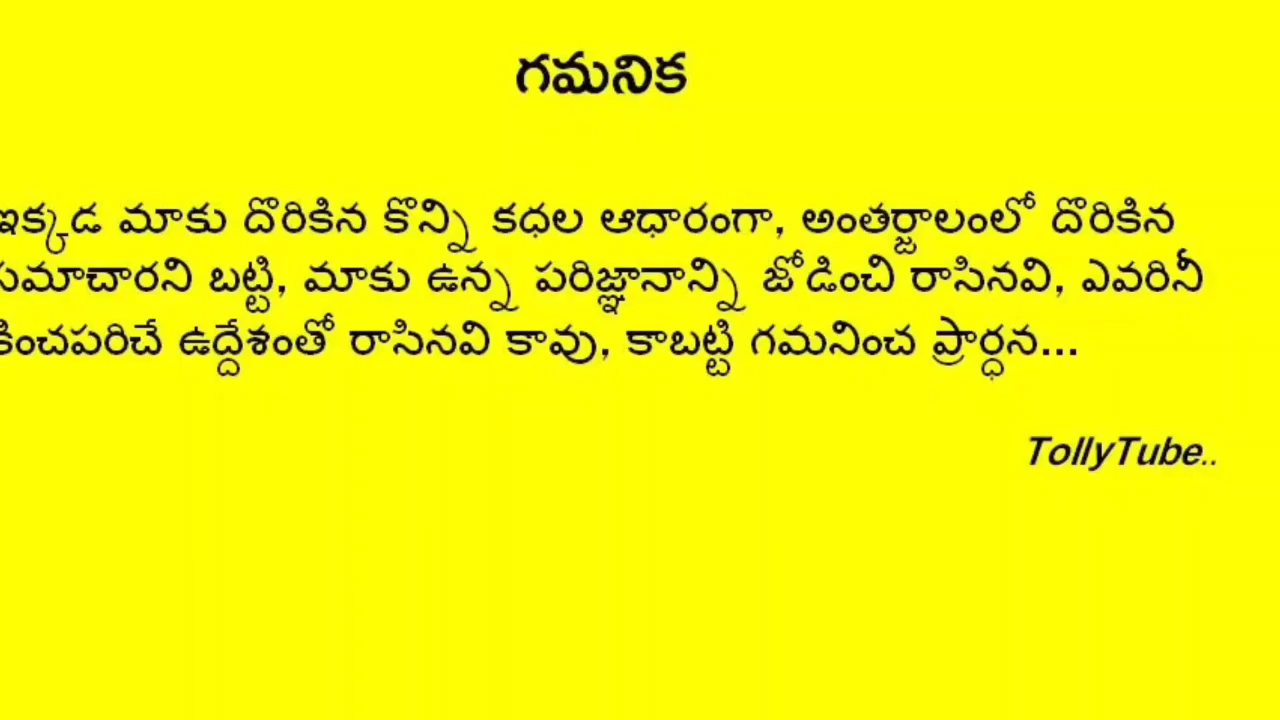 గమనిక
ఇక్కడ మాకు దొరికిన కొన్ని కధల ఆధారంగా, అంతర్జాలంలో దొరికిన
సమాచారని బట్టి, మాకు ఉన్న పరిజ్ఞానాన్ని జోడించి రాసినవి, ఎవరినీ
కించపరిచే ఉద్దేశంతో రాసినవి కావు, కాబట్టి గమనించ ప్రార్ధన...
TollyTube..